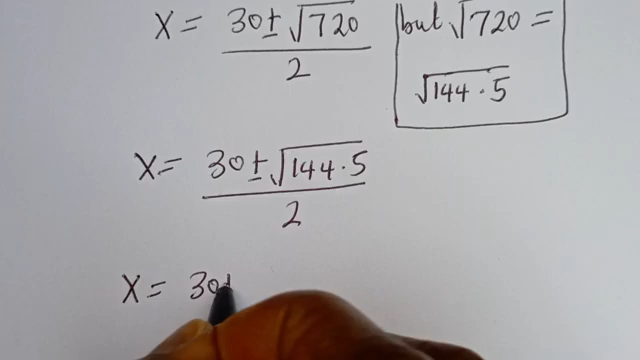 X = 30 ± √720 / 2
but √720 =
√144 · 5
X = 30 ± √144 · 5 / 2
X = 30